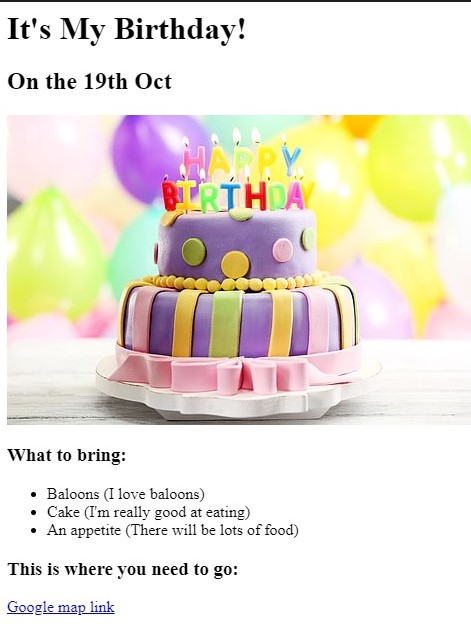 It's My Birthday!
On the 19th Oct
HAPPY
BIRTHDAY
What to bring:
Baloons (I love baloons)
Cake (I'm really good at eating)
An appetite (There will be lots of food)
This is where you need to go:
Google map link